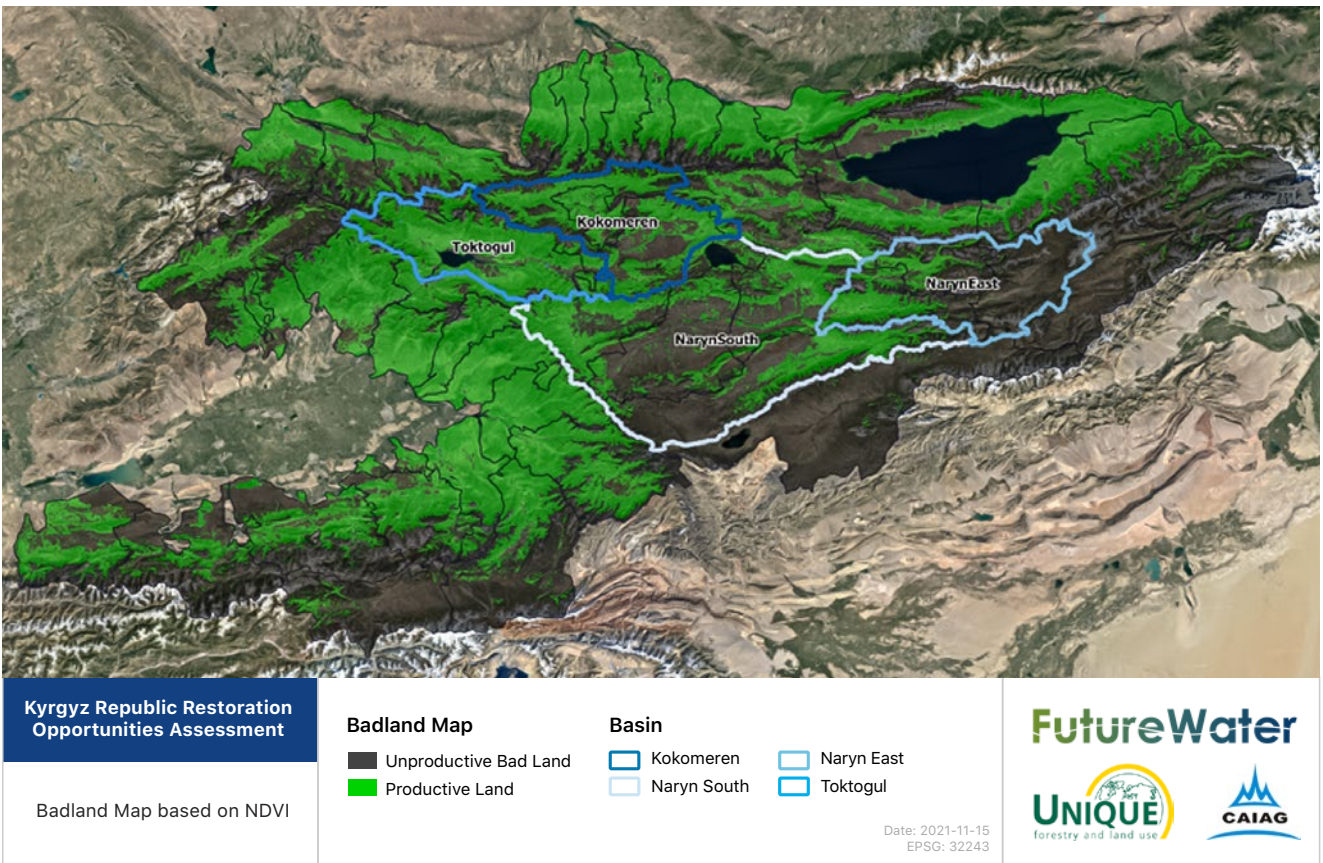 Kokomeren
Toktogul
NarynEast
NarynSouth
Kyrgyz Republic Restoration
Opportunities Assessment
Badland Map based on NDVI
Badland Map
Unproductive Bad Land
Productive Land
Basin
Kokomeren
Naryn South
Naryn East
Toktogul
Date: 2021-11-15
EPSG: 32243
FutureWater
UNIQUE
forestry and land use
CAIAG